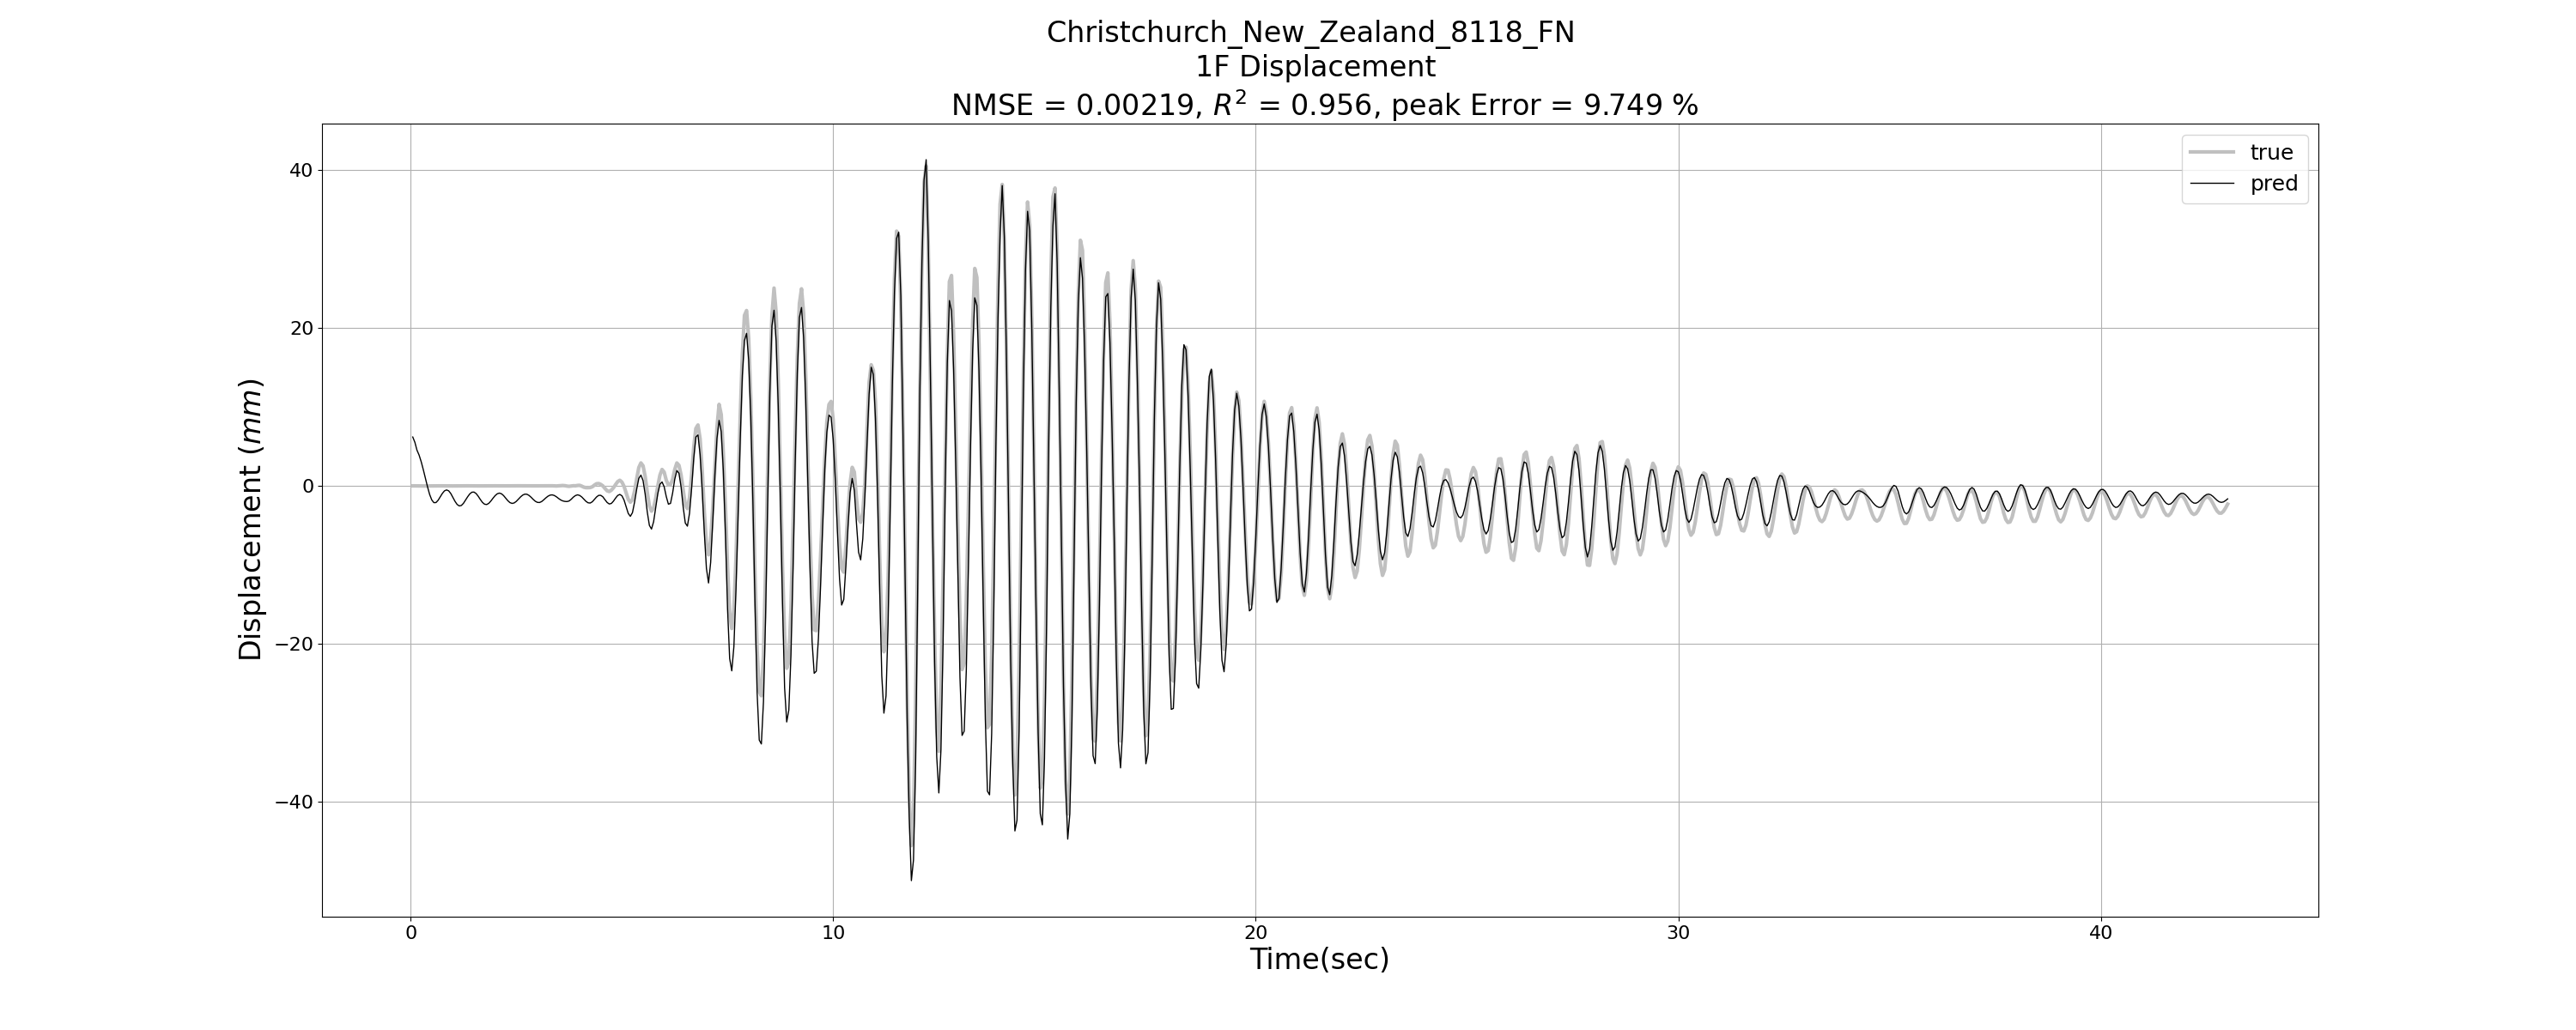 Christchurch_New_Zealand_8118_FN
1F Displacement
NMSE = 0.00219, R² = 0.956, peak Error = 9.749 %
true
pred
Displacement (mm)
40
20
0
−20
−40
0 10 20 30 40
Time(sec)